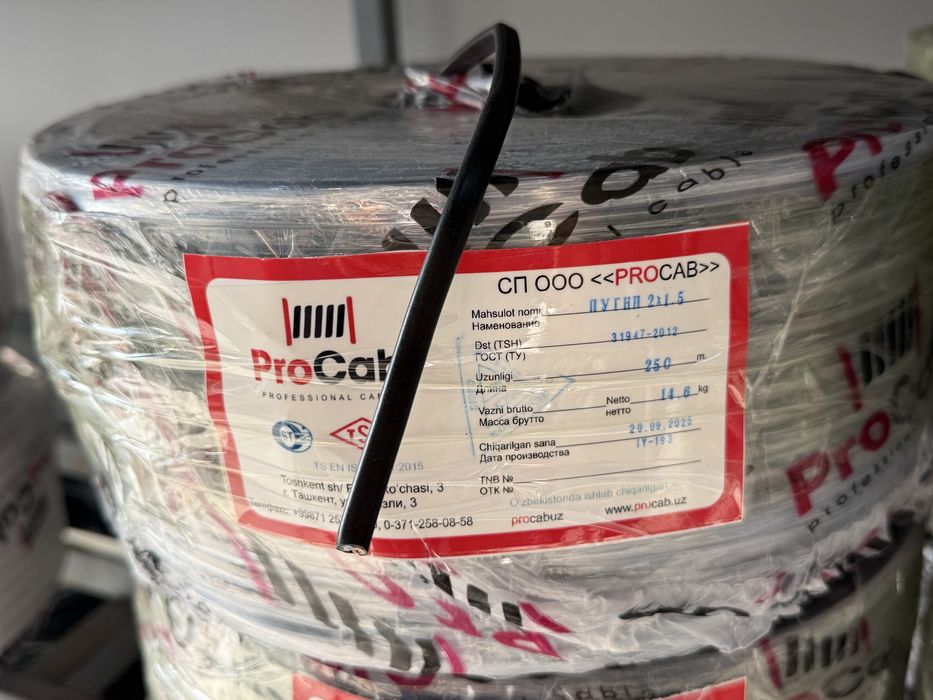 СП ООО <<PROCAB>>
ProCab
PROFESSIONAL
TS EN IS :2015
Toshkent sh/ ko'chasi, 3
г. Ташкент, 3
Телефакс: 0-371-258-08-58
Mahsulot nomi ПУГНП 2х1.5
Наименование
Dst (TSH) 31947-2012
ГОСТ (ТУ)
Uzunligi 250 m.
Длина
Vazni brutto Netto 14.6 kg
Масса брутто нетто
Chiqarilgan sana 20.09.2025
Дата производства IY-193
TNB №
ОТК №
O'zbekistonda ishlab chiqarilgan
procabuz www.procab.uz
Pro
professional